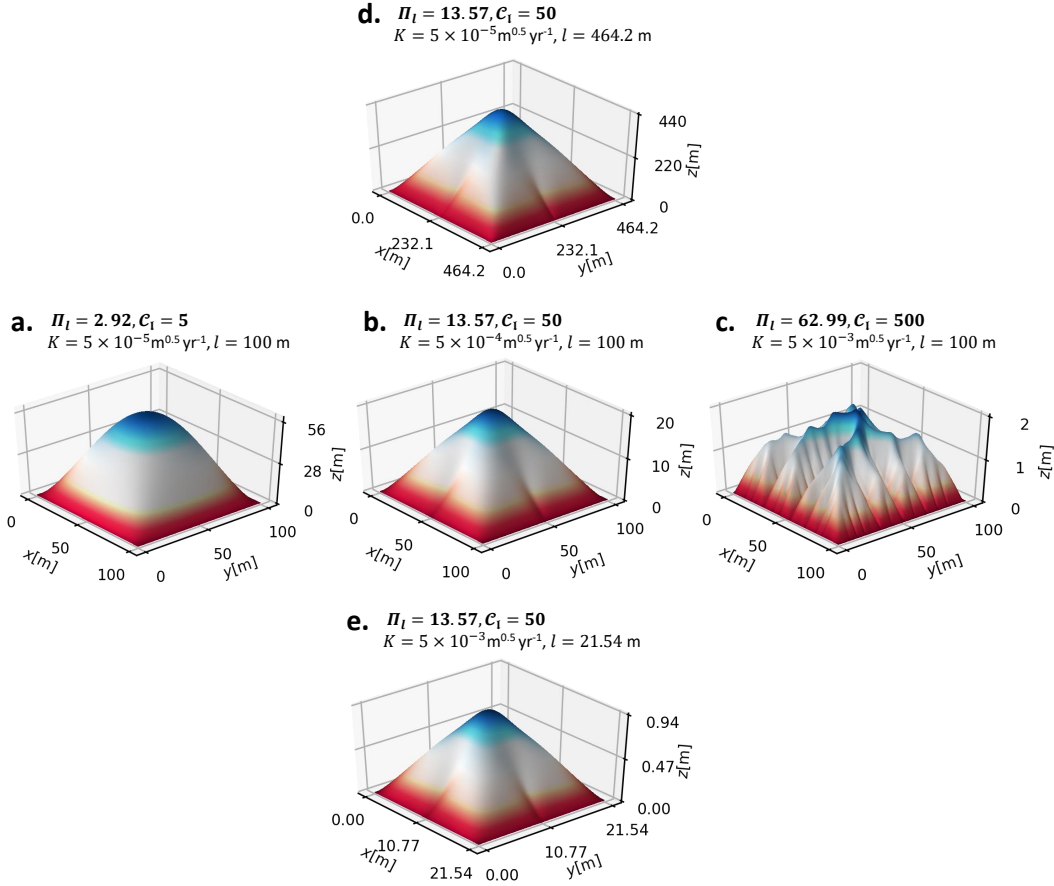 d. Π_l = 13.57, C_I = 50
K = 5 × 10⁻⁵ m⁰·⁵ yr⁻¹, l = 464.2 m
440
220
0
z[m]
0.0
232.1
464.2
x[m]
0.0
232.1
464.2
y[m]
a. Π_l = 2.92, C_I = 5
K = 5 × 10⁻⁵ m⁰·⁵ yr⁻¹, l = 100 m
56
28
0
z[m]
0
50
100
x[m]
0
50
100
y[m]
b. Π_l = 13.57, C_I = 50
K = 5 × 10⁻⁴ m⁰·⁵ yr⁻¹, l = 100 m
20
10
0
z[m]
0
50
100
x[m]
0
50
100
y[m]
c. Π_l = 62.99, C_I = 500
K = 5 × 10⁻³ m⁰·⁵ yr⁻¹, l = 100 m
2
1
0
z[m]
0
50
100
x[m]
0
50
100
y[m]
e. Π_l = 13.57, C_I = 50
K = 5 × 10⁻³ m⁰·⁵ yr⁻¹, l = 21.54 m
0.94
0.47
0.00
z[m]
0.00
10.77
21.54
x[m]
0.00
10.77
21.54
y[m]